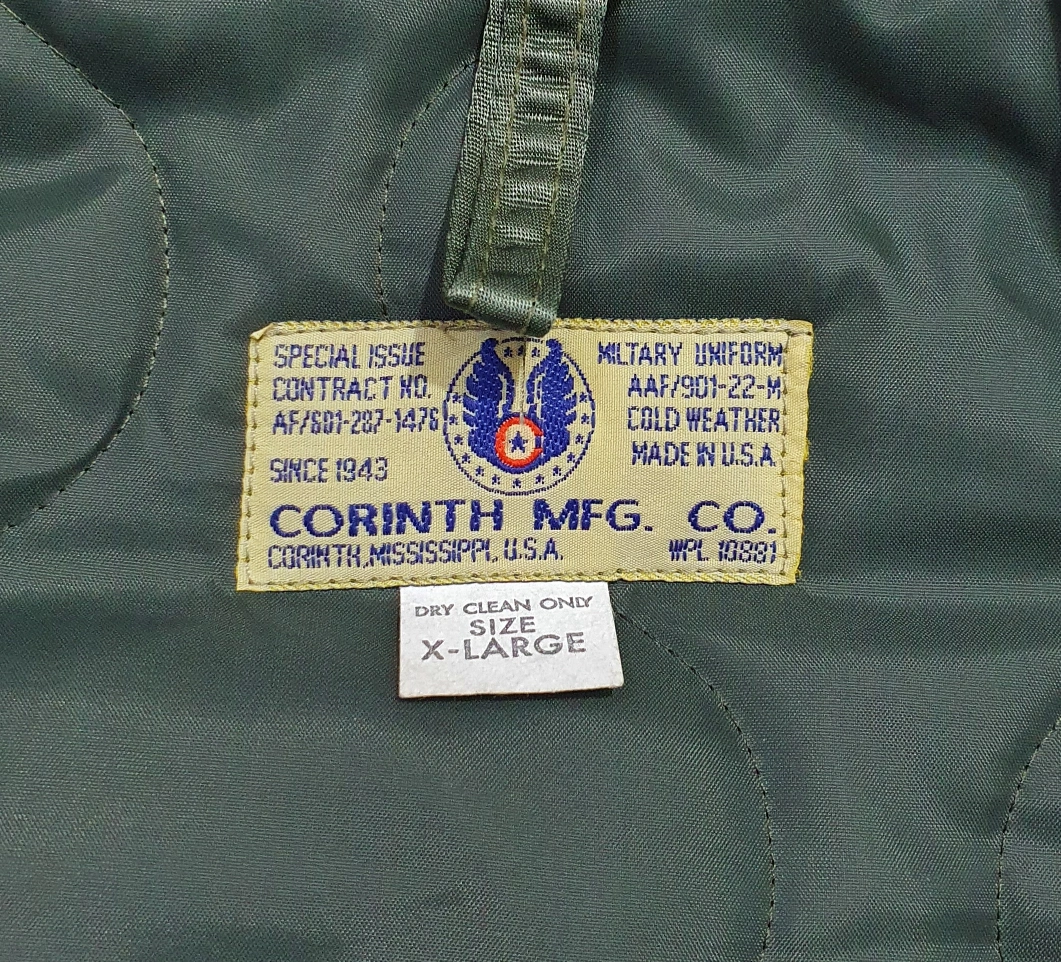 SPECIAL ISSUE
CONTRACT NO.
AF/601-287-1476
SINCE 1943
MILTARY UNIFORM
AAF/901-22-M
COLD WEATHER
MADE IN U.S.A
C
CORINTH MFG. CO.
CORINTH,MISSISSIPPI, U.S.A.
WPL 10881
DRY CLEAN ONLY
SIZE
X-LARGE